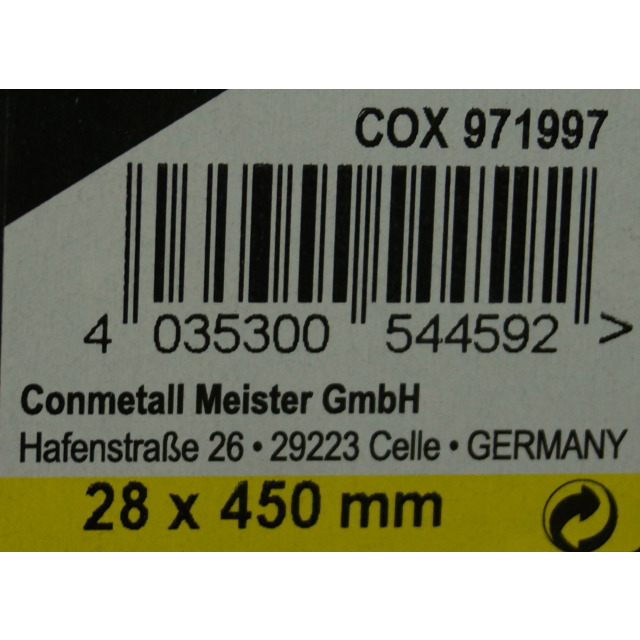 COX 971997
4 035300 544592 >
Conmetall Meister GmbH
Hafenstraße 26 • 29223 Celle • GERMANY
28 x 450 mm